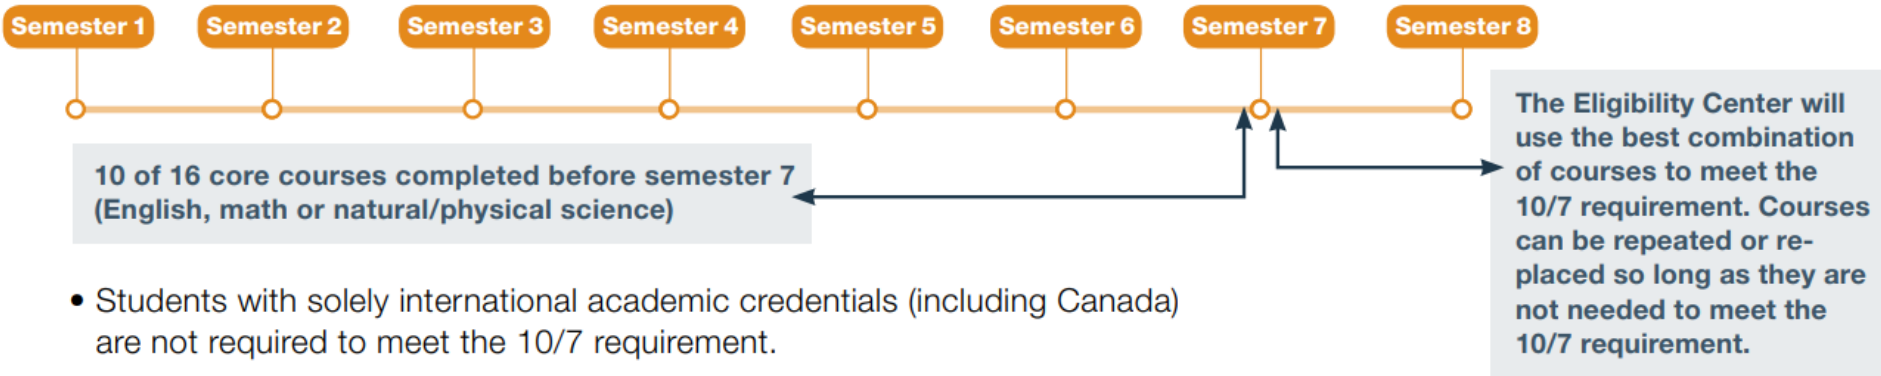 Semester 1
Semester 2
Semester 3
Semester 4
Semester 5
Semester 6
Semester 7
Semester 8
10 of 16 core courses completed before semester 7
(English, math or natural/physical science)
The Eligibility Center will
use the best combination
of courses to meet the
10/7 requirement. Courses
can be repeated or re-
placed so long as they are
not needed to meet the
10/7 requirement.
• Students with solely international academic credentials (including Canada)
are not required to meet the 10/7 requirement.